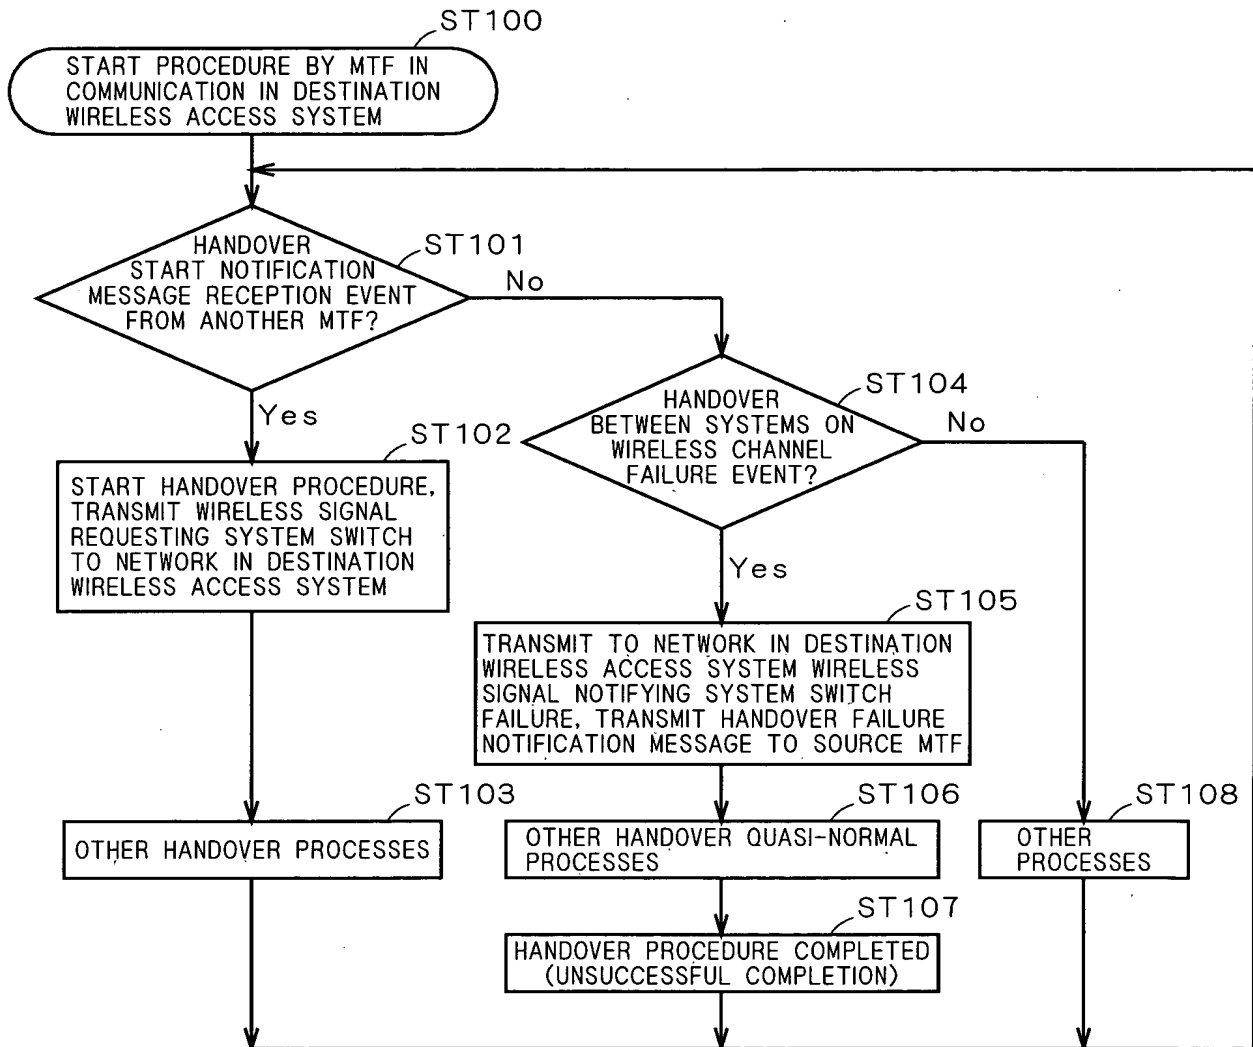 ST100
START PROCEDURE BY MTF IN
COMMUNICATION IN DESTINATION
WIRELESS ACCESS SYSTEM
ST101
HANDOVER
START NOTIFICATION
MESSAGE RECEPTION EVENT
FROM ANOTHER MTF?
No
Yes
ST104
HANDOVER
BETWEEN SYSTEMS ON
WIRELESS CHANNEL
FAILURE EVENT?
No
Yes
ST102
START HANDOVER PROCEDURE,
TRANSMIT WIRELESS SIGNAL
REQUESTING SYSTEM SWITCH
TO NETWORK IN DESTINATION
WIRELESS ACCESS SYSTEM
ST105
TRANSMIT TO NETWORK IN DESTINATION
WIRELESS ACCESS SYSTEM WIRELESS
SIGNAL NOTIFYING SYSTEM SWITCH
FAILURE, TRANSMIT HANDOVER FAILURE
NOTIFICATION MESSAGE TO SOURCE MTF
ST103
OTHER HANDOVER PROCESSES
ST106
OTHER HANDOVER QUASI-NORMAL
PROCESSES
ST108
OTHER
PROCESSES
ST107
HANDOVER PROCEDURE COMPLETED
(UNSUCCESSFUL COMPLETION)